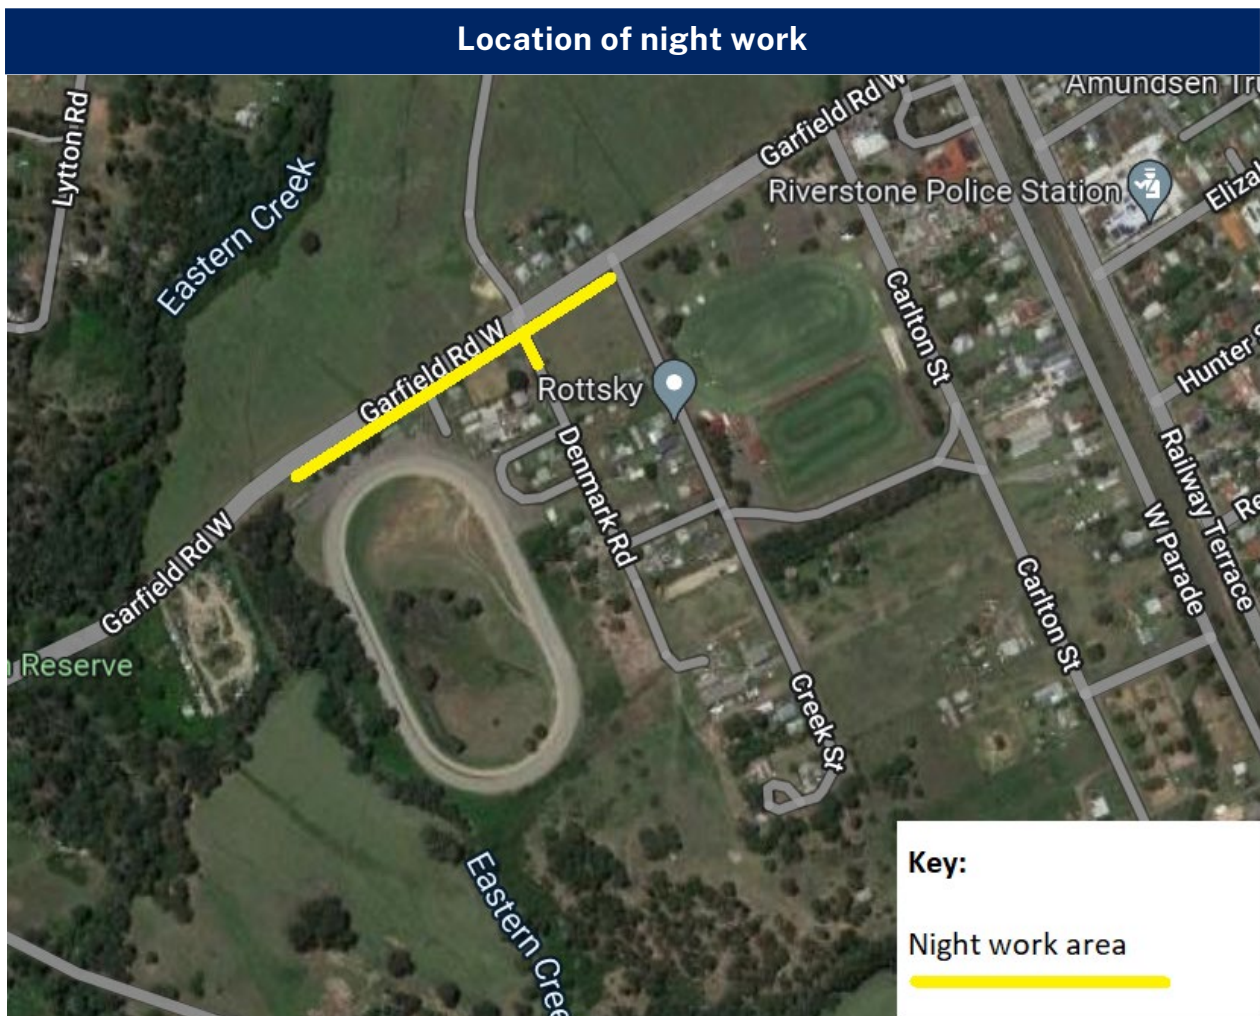 Location of night work
Amundsen
Garfield Rd W
Lytton Rd
Riverstone Police Station
Eastern Creek
Carlton St
Garfield Rd W
Hunter
Rottsky
Denmark Rd
Railway Terrace
W Parade
Garfield Rd W
Carlton St
Reserve
Creek St
Eastern
Key:
Night work area